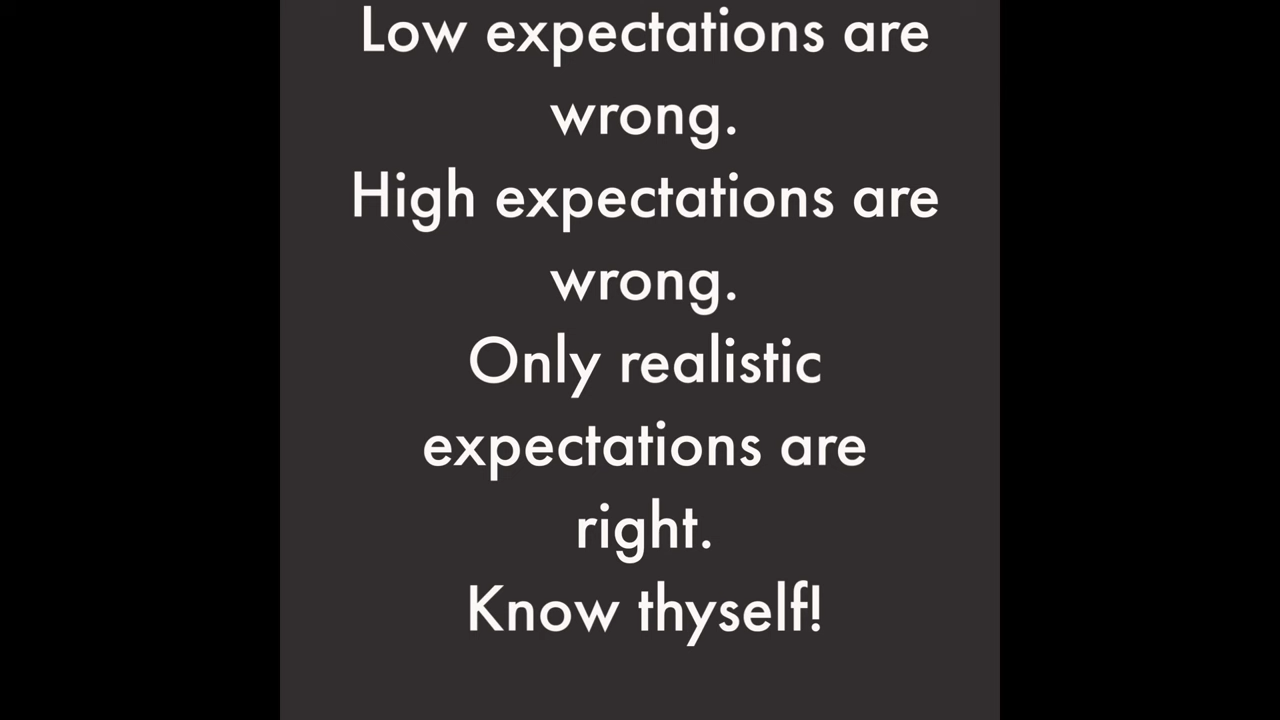 Low expectations are
wrong.
High expectations are
wrong.
Only realistic
expectations are
right.
Know thyself!